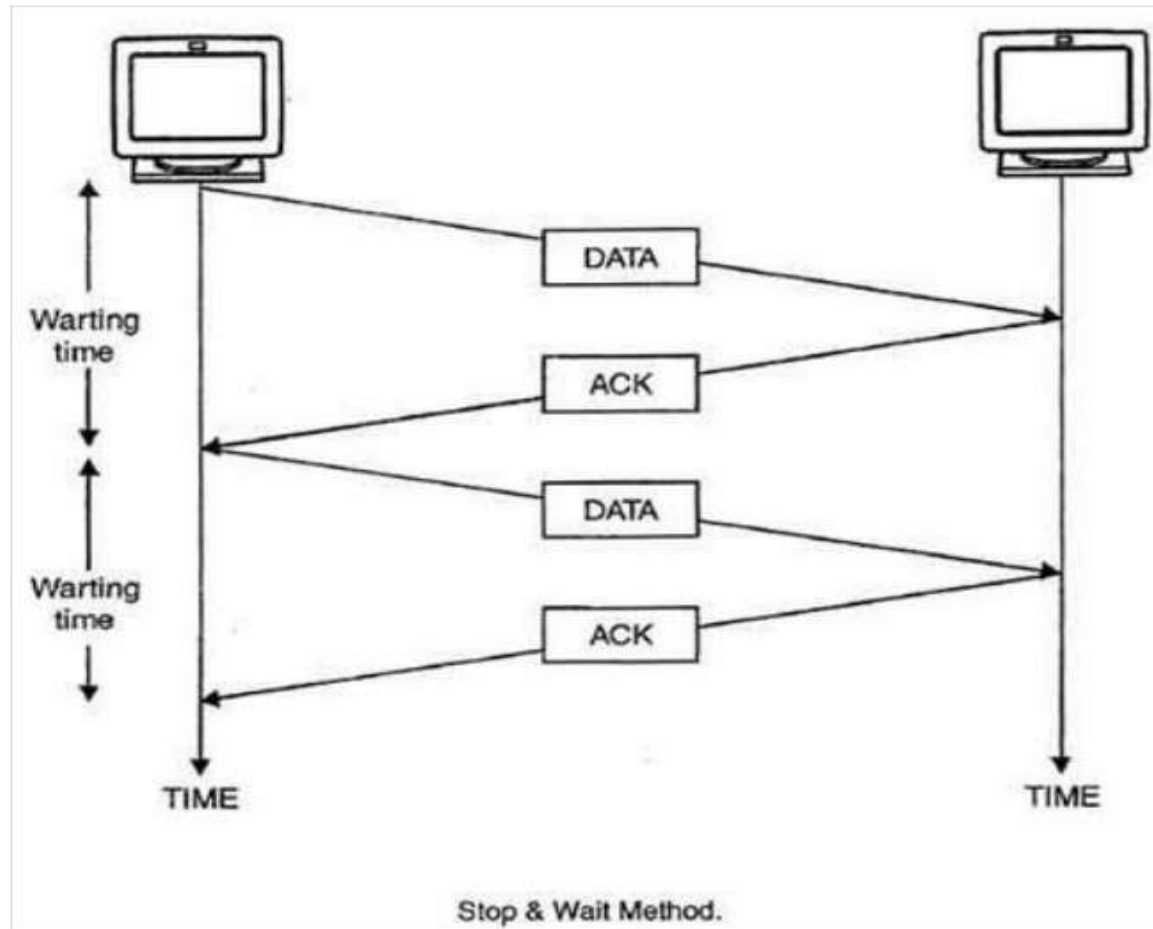 DATA
Warting
time
ACK
DATA
Warting
time
ACK
TIME
TIME
Stop & Wait Method.